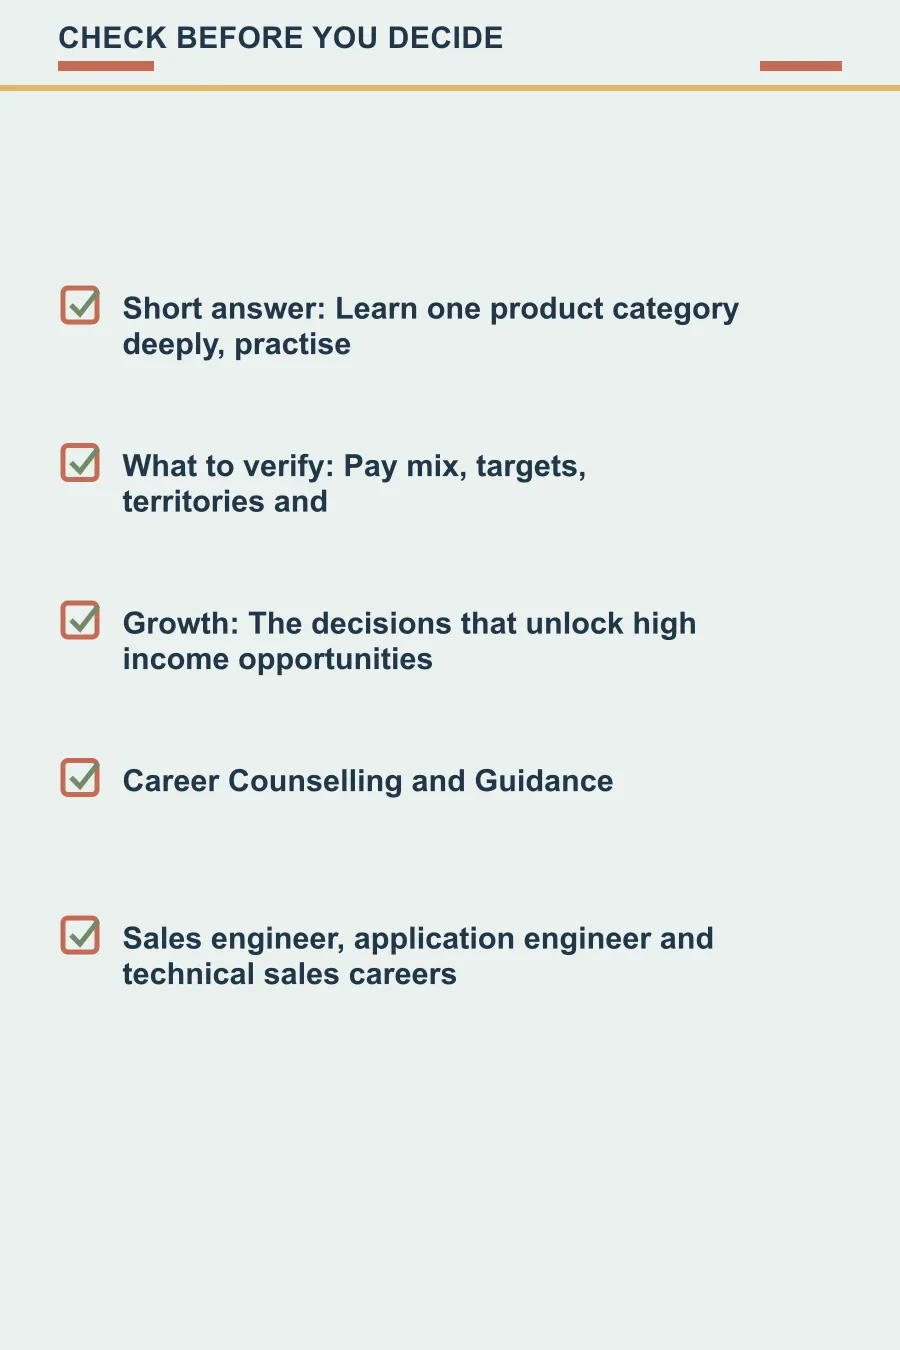 CHECK BEFORE YOU DECIDE
Short answer: Learn one product category
deeply, practise
What to verify: Pay mix, targets,
territories and
Growth: The decisions that unlock high
income opportunities
Career Counselling and Guidance
Sales engineer, application engineer and
technical sales careers